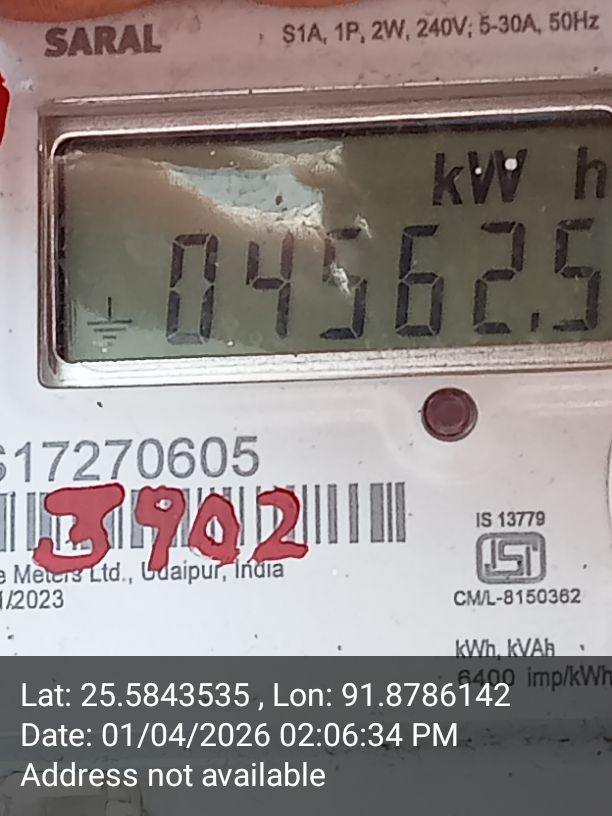 SARAL
S1A, 1P, 2W, 240V, 5-30A, 50Hz
kW h
04562.5
17270605
3902
IS 13779
Meters Ltd., Udaipur, India
/2023
CM/L-8150362
kWh, kVAh
6400 imp/kWh
Lat: 25.5843535 , Lon: 91.8786142
Date: 01/04/2026 02:06:34 PM
Address not available